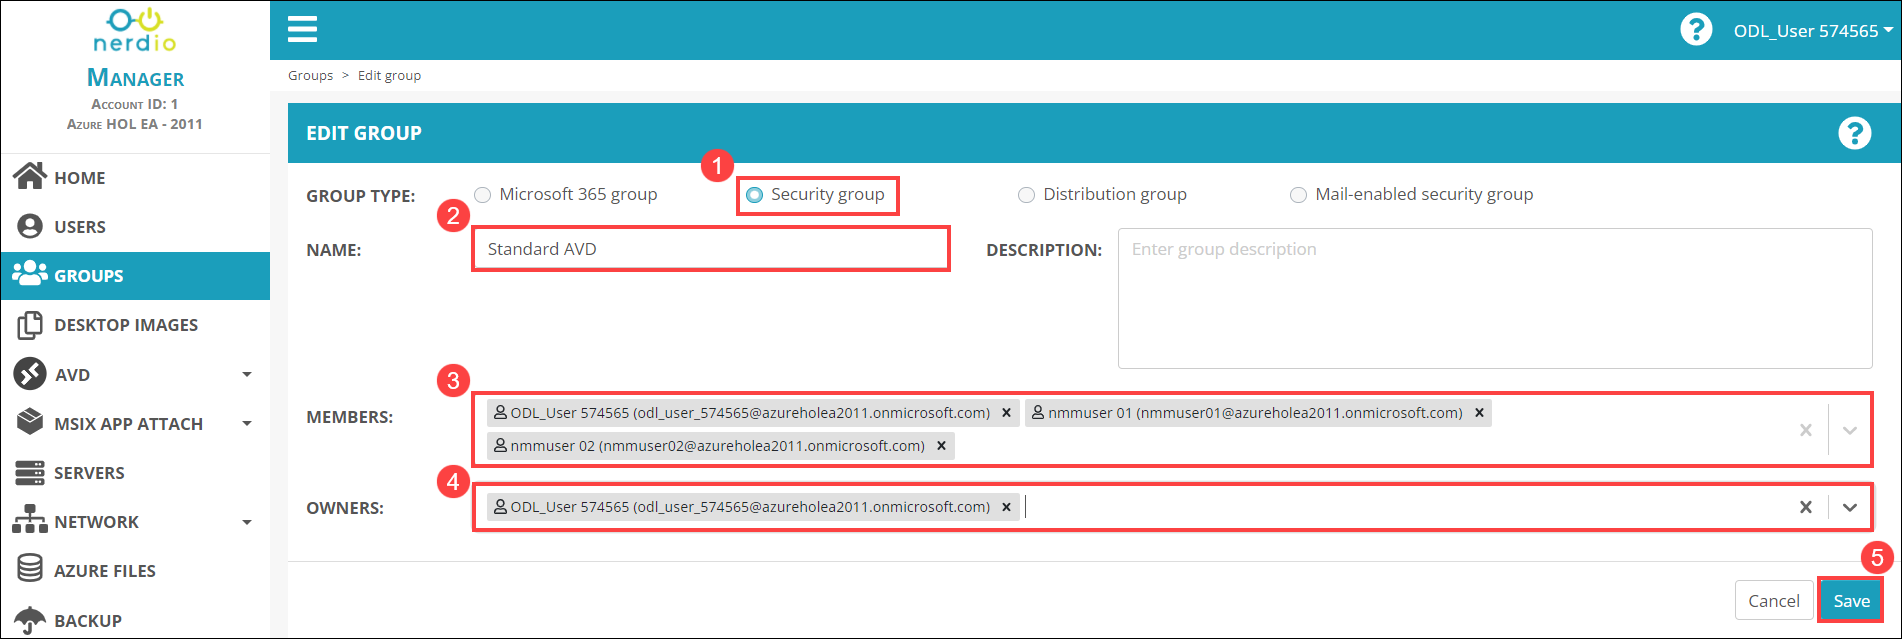 nerdio
MANAGER
ACCOUNT ID: 1
AZURE HOL EA - 2011
HOME
USERS
GROUPS
DESKTOP IMAGES
AVD
MSIX APP ATTACH
SERVERS
NETWORK
AZURE FILES
BACKUP
? ODL_User 574565
Groups > Edit group
EDIT GROUP ?
1
GROUP TYPE: Microsoft 365 group Security group Distribution group Mail-enabled security group
2
NAME: Standard AVD DESCRIPTION: Enter group description
3
MEMBERS: ODL_User 574565 (odl_user_574565@azureholea2011.onmicrosoft.com) × nmmuser 01 (nmmuser01@azureholea2011.onmicrosoft.com) ×
nmmuser 02 (nmmuser02@azureholea2011.onmicrosoft.com) ×
4
OWNERS: ODL_User 574565 (odl_user_574565@azureholea2011.onmicrosoft.com) ×
5
Cancel Save